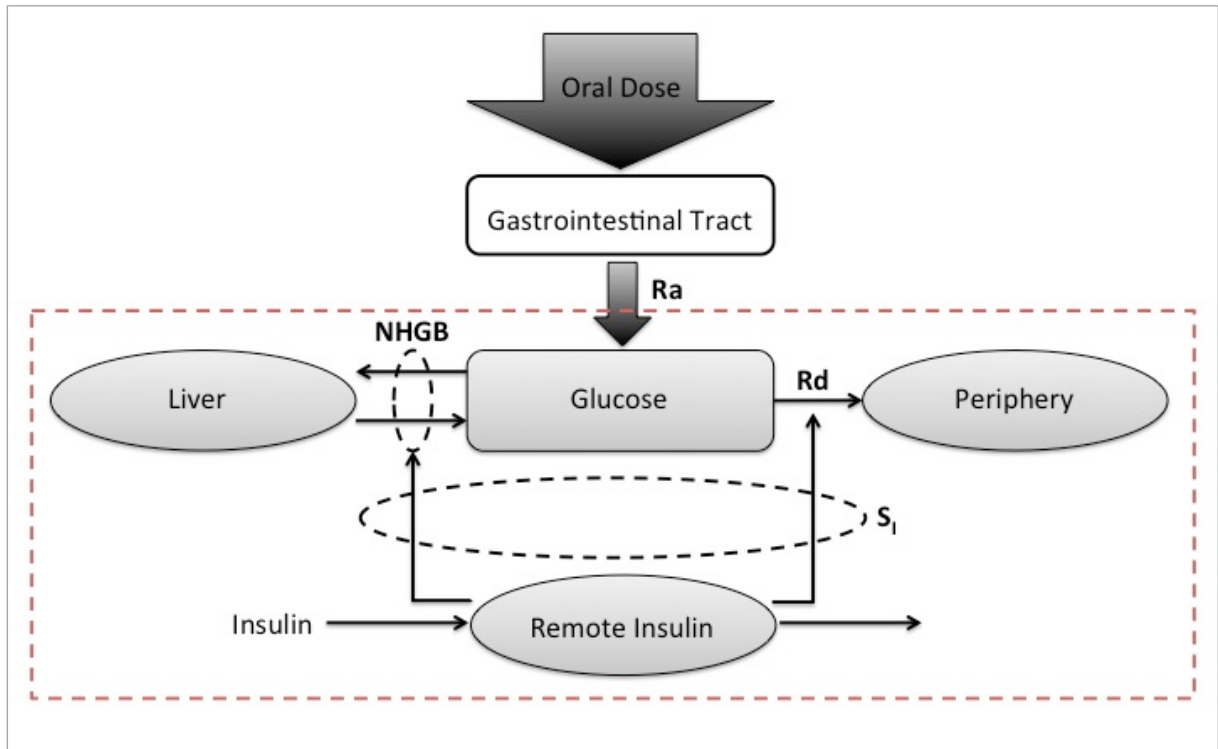 Oral Dose
Gastrointestinal Tract
Ra
NHGB
Liver
Glucose
Rd
Periphery
SI
Insulin
Remote Insulin